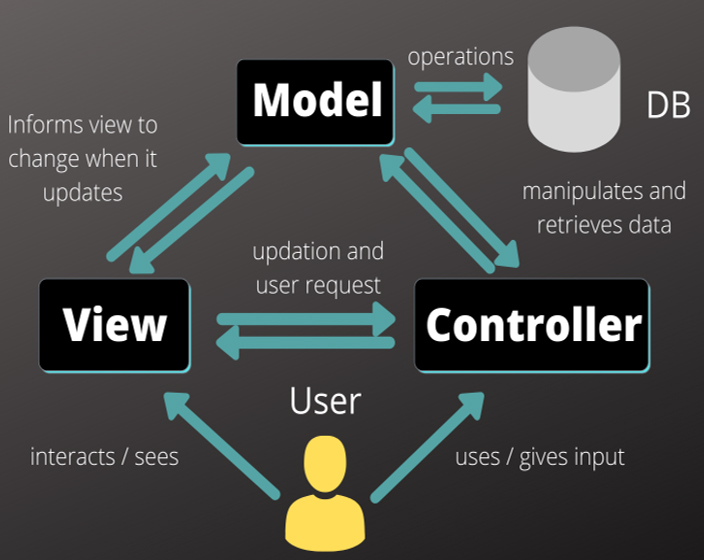 operations
Model
DB
Informs view to
change when it
updates
manipulates and
retrieves data
updation and
user request
View
Controller
User
interacts / sees
uses / gives input